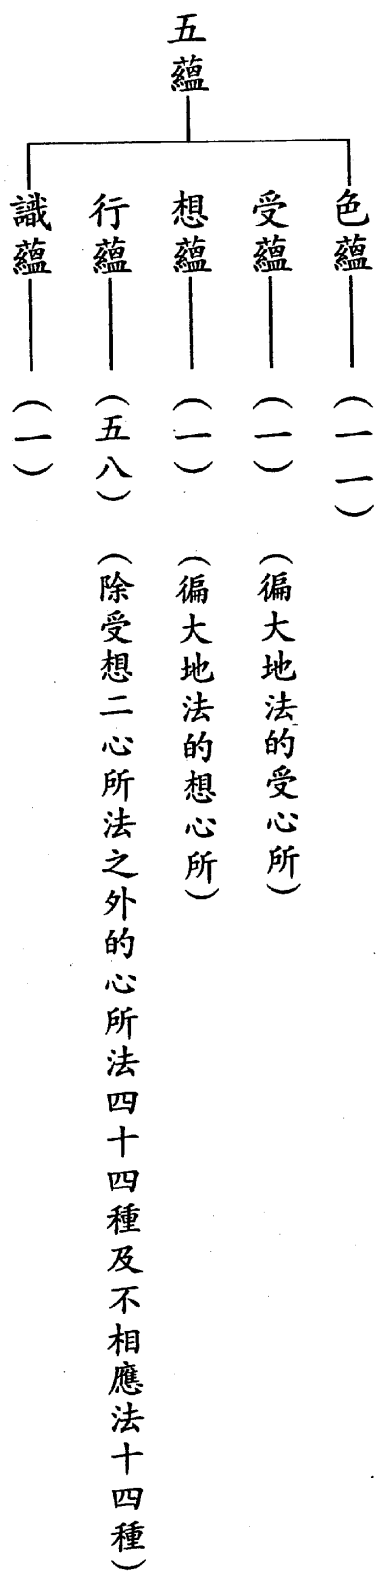 五蘊
色蘊（一一）
受蘊（一）（徧大地法的受心所）
想蘊（一）（徧大地法的想心所）
行蘊（五八）（除受想二心所法之外的心所法四十四種及不相應法十四種）
識蘊（一）